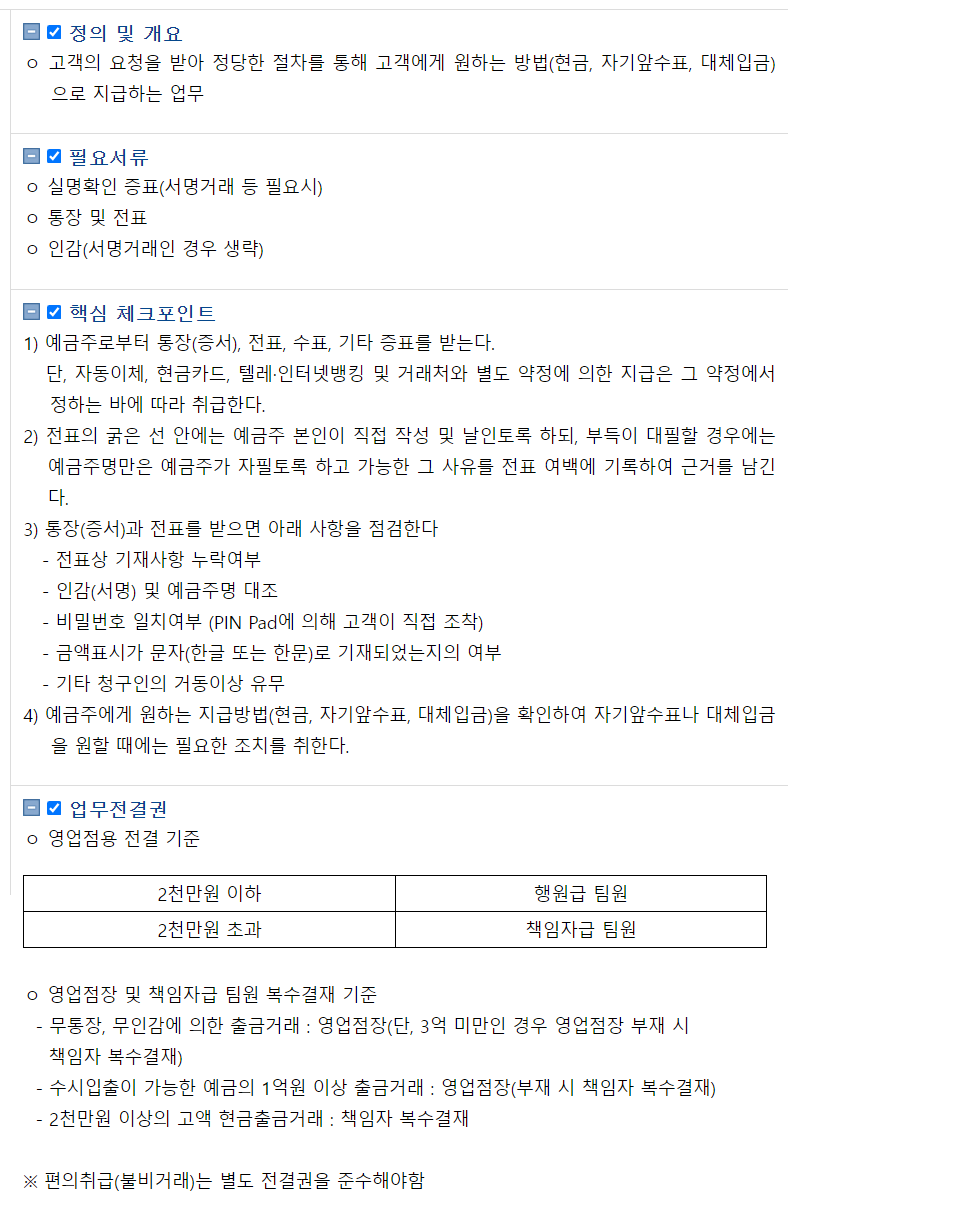 정의 및 개요
ㅇ 고객의 요청을 받아 정당한 절차를 통해 고객에게 원하는 방법(현금, 자기앞수표, 대체입금)
으로 지급하는 업무
필요서류
ㅇ 실명확인 증표(서명거래 등 필요시)
ㅇ 통장 및 전표
ㅇ 인감(서명거래인 경우 생략)
핵심 체크포인트
1) 예금주로부터 통장(증서), 전표, 수표, 기타 증표를 받는다.
단, 자동이체, 현금카드, 텔레·인터넷뱅킹 및 거래처와 별도 약정에 의한 지급은 그 약정에서
정하는 바에 따라 취급한다.
2) 전표의 굵은 선 안에는 예금주 본인이 직접 작성 및 날인토록 하되, 부득이 대필할 경우에는
예금주명만은 예금주가 자필토록 하고 가능한 그 사유를 전표 여백에 기록하여 근거를 남긴
다.
3) 통장(증서)과 전표를 받으면 아래 사항을 점검한다
- 전표상 기재사항 누락여부
- 인감(서명) 및 예금주명 대조
- 비밀번호 일치여부 (PIN Pad에 의해 고객이 직접 조착)
- 금액표시가 문자(한글 또는 한문)로 기재되었는지의 여부
- 기타 청구인의 거동이상 유무
4) 예금주에게 원하는 지급방법(현금, 자기앞수표, 대체입금)을 확인하여 자기앞수표나 대체입금
을 원할 때에는 필요한 조치를 취한다.
업무전결권
ㅇ 영업점용 전결 기준
2천만원 이하 행원급 팀원
2천만원 초과 책임자급 팀원
ㅇ 영업점장 및 책임자급 팀원 복수결재 기준
- 무통장, 무인감에 의한 출금거래 : 영업점장(단, 3억 미만인 경우 영업점장 부재 시
책임자 복수결재)
- 수시입출이 가능한 예금의 1억원 이상 출금거래 : 영업점장(부재 시 책임자 복수결재)
- 2천만원 이상의 고액 현금출금거래 : 책임자 복수결재
※ 편의취급(불비거래)는 별도 전결권을 준수해야함